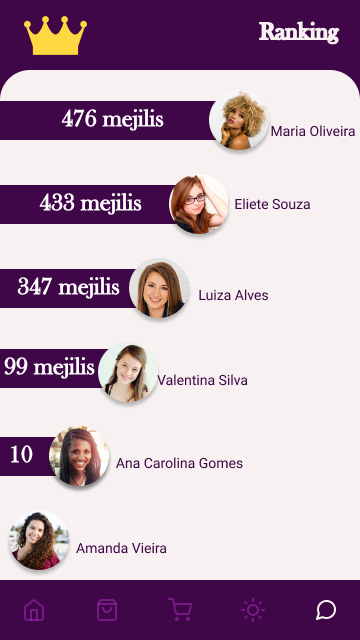 Ranking
476 mejilis
Maria Oliveira
433 mejilis
Eliete Souza
347 mejilis
Luiza Alves
99 mejilis
Valentina Silva
10
Ana Carolina Gomes
Amanda Vieira